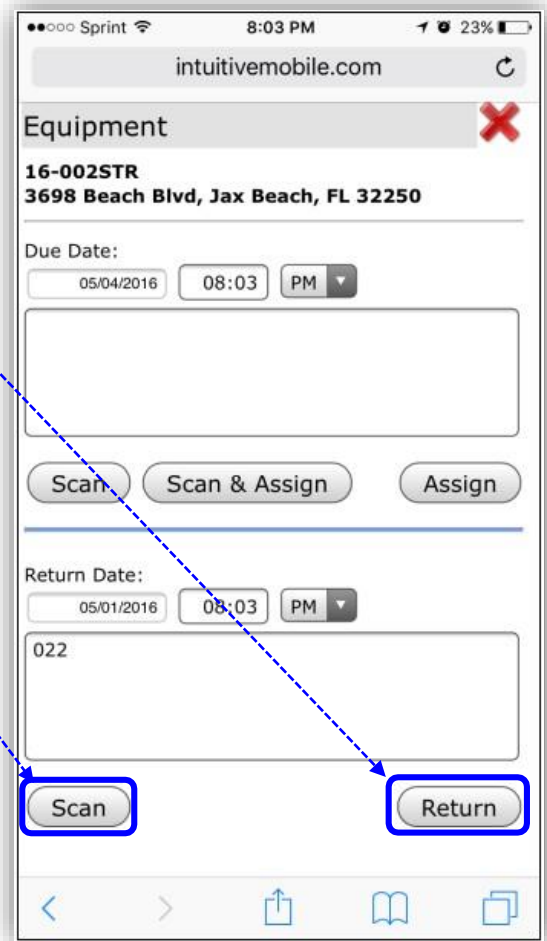 Sprint 8:03 PM 23%
intuitivemobile.com
Equipment
16-002STR
3698 Beach Blvd, Jax Beach, FL 32250
Due Date:
05/04/2016 08:03 PM
Scan Scan & Assign Assign
Return Date:
05/01/2016 08:03 PM
022
Scan Return